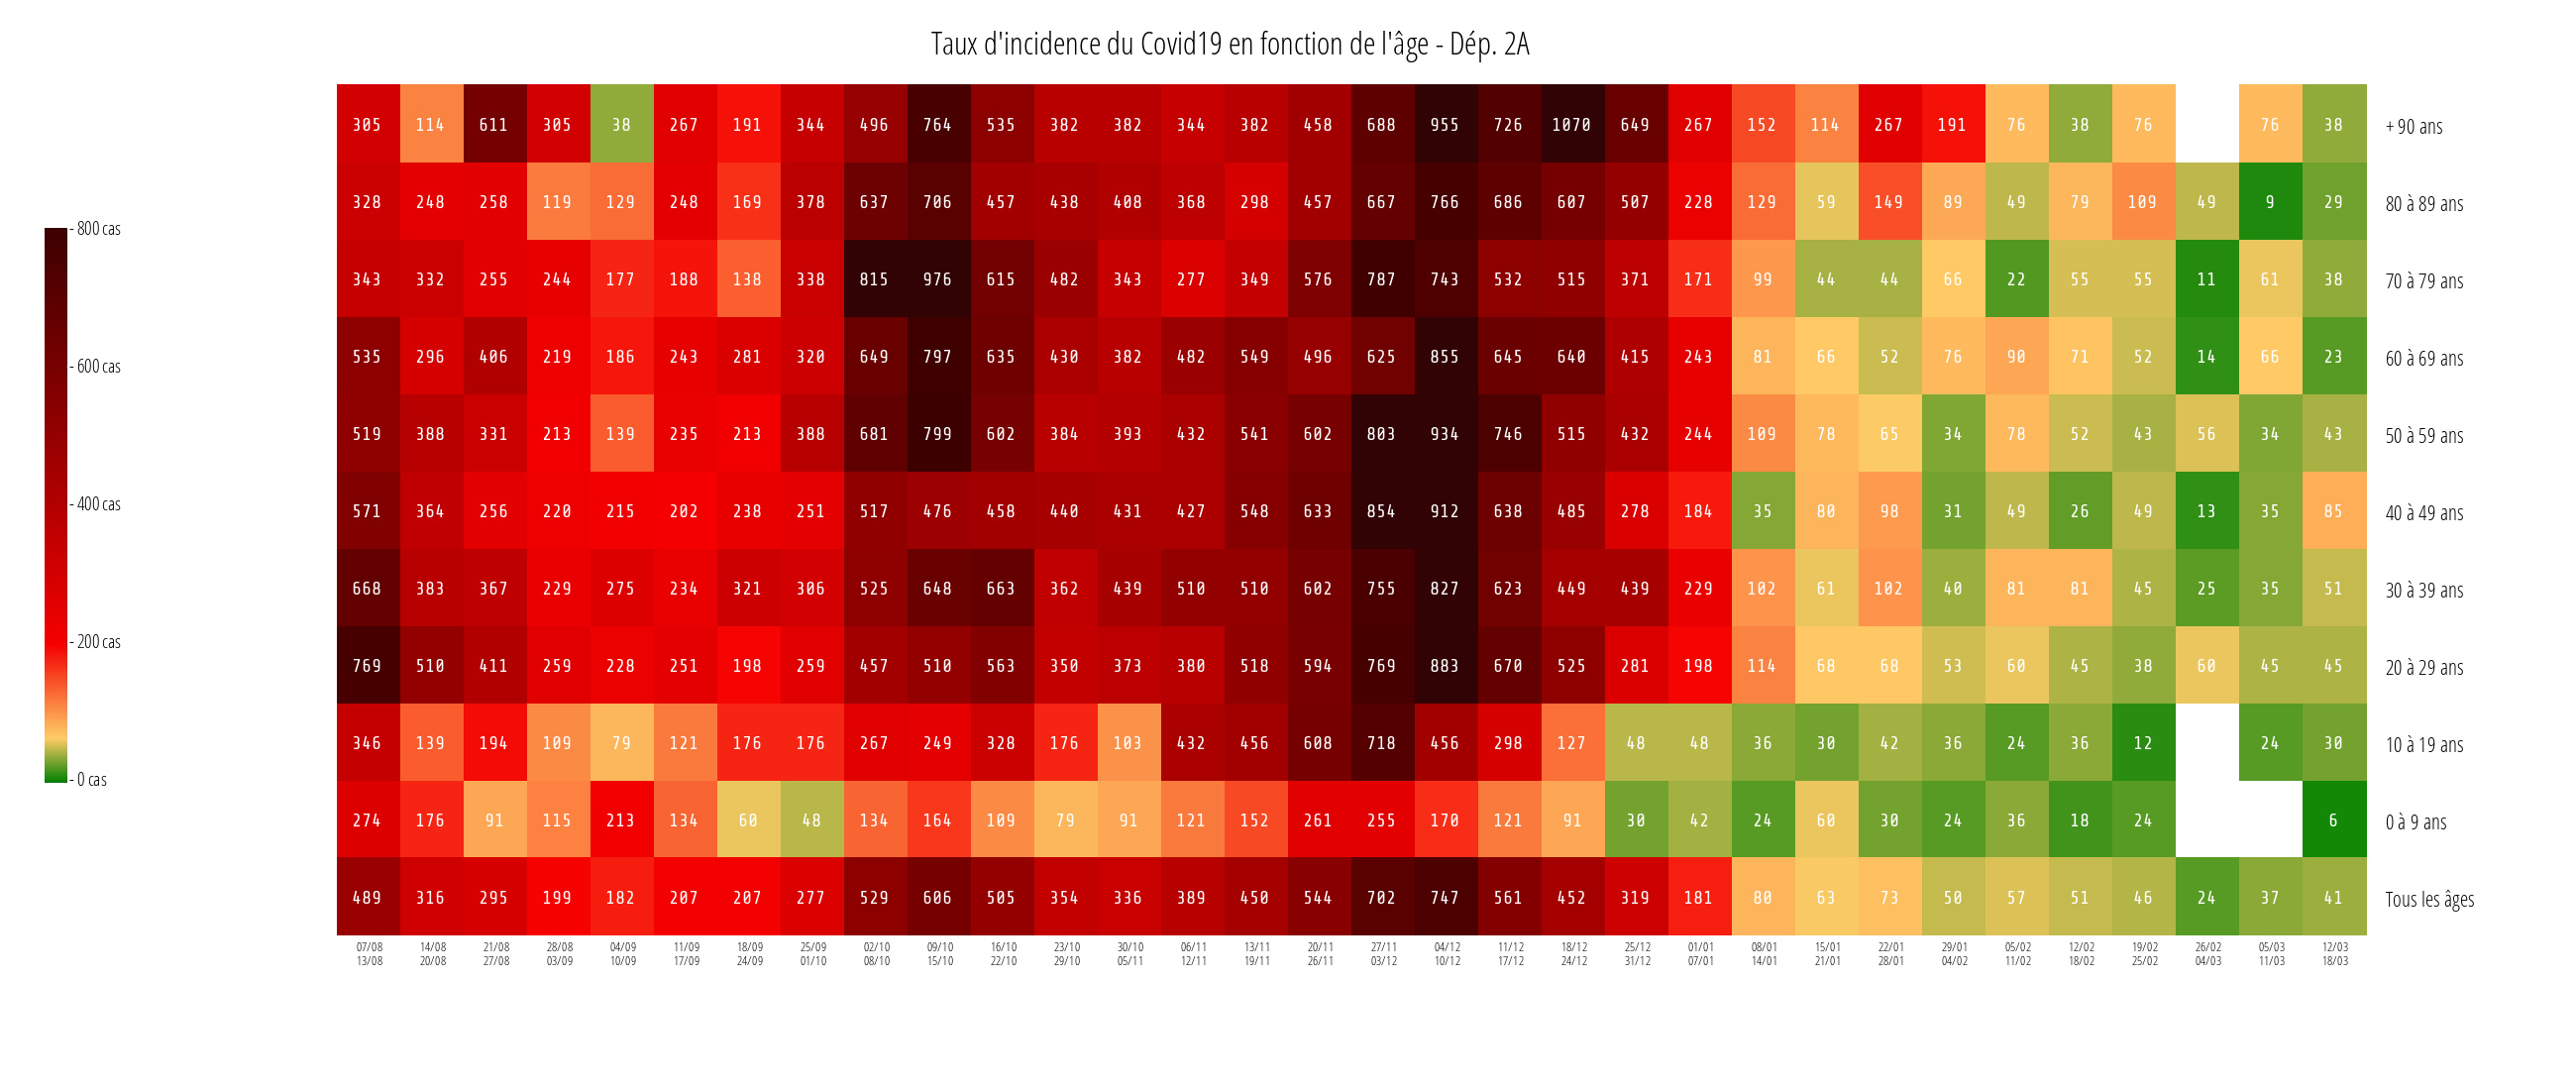 Taux d'incidence du Covid19 en fonction de l'âge - Dép. 2A
305 114 611 305 38 267 191 344 496 764 535 382 382 344 382 458 688 955 726 1070 649 267 152 114 267 191 76 38 76 76 38 + 90 ans
328 248 258 119 129 248 169 378 637 706 457 438 408 368 298 457 667 766 686 607 507 228 129 59 149 89 49 79 109 49 9 29 80 à 89 ans
343 332 255 244 177 188 138 338 815 976 615 482 343 277 349 576 787 743 532 515 371 171 99 44 44 66 22 55 55 11 61 38 70 à 79 ans
535 296 406 219 186 243 281 320 649 797 635 430 382 482 549 496 625 855 645 640 415 243 81 66 52 76 90 71 52 14 66 23 60 à 69 ans
519 388 331 213 139 235 213 388 681 799 602 384 393 432 541 602 803 934 746 515 432 244 109 78 65 34 78 52 43 56 34 43 50 à 59 ans
571 364 256 220 215 202 238 251 517 476 458 440 431 427 548 633 854 912 638 485 278 184 35 80 98 31 49 26 49 13 35 85 40 à 49 ans
668 383 367 229 275 234 321 306 525 648 663 362 439 510 510 602 755 827 623 449 439 229 102 61 102 40 81 81 45 25 35 51 30 à 39 ans
769 510 411 259 228 251 198 259 457 510 563 350 373 380 518 594 769 883 670 525 281 198 114 68 68 53 60 45 38 60 45 45 20 à 29 ans
346 139 194 109 79 121 176 176 267 249 328 176 103 432 456 608 718 456 298 127 48 48 36 30 42 36 24 36 12 24 30 10 à 19 ans
274 176 91 115 213 134 60 48 134 164 109 79 91 121 152 261 255 170 121 91 30 42 24 60 30 24 36 18 24 6 0 à 9 ans
489 316 295 199 182 207 207 277 529 606 505 354 336 389 450 544 702 747 561 452 319 181 80 63 73 50 57 51 46 24 37 41 Tous les âges
07/08 14/08 21/08 28/08 04/09 11/09 18/09 25/09 02/10 09/10 16/10 23/10 30/10 06/11 13/11 20/11 27/11 04/12 11/12 18/12 25/12 01/01 08/01 15/01 22/01 29/01 05/02 12/02 19/02 26/02 05/03 12/03
13/08 20/08 27/08 03/09 10/09 17/09 24/09 01/10 08/10 15/10 22/10 29/10 05/11 12/11 19/11 26/11 03/12 10/12 17/12 24/12 31/12 07/01 14/01 21/01 28/01 04/02 11/02 18/02 25/02 04/03 11/03 18/03
- 800 cas
- 600 cas
- 400 cas
- 200 cas
- 0 cas